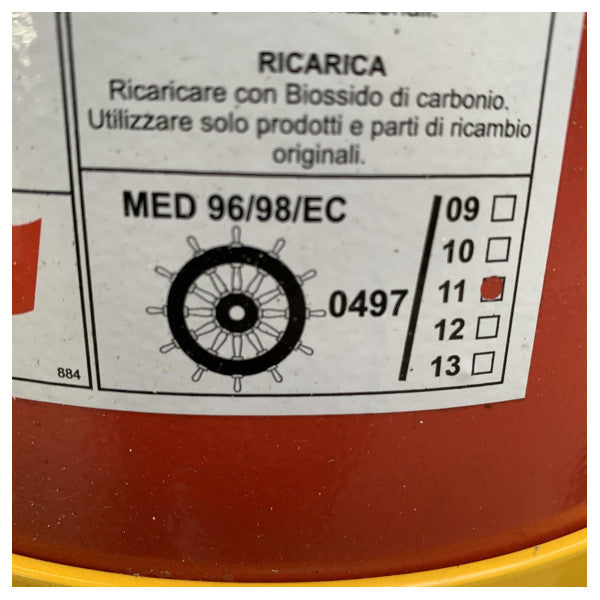 RICARICA
Ricaricare con Biossido di carbonio.
Utilizzare solo prodotti e parti di ricambio
originali.
MED 96/98/EC
0497
09
10
11
12
13
884